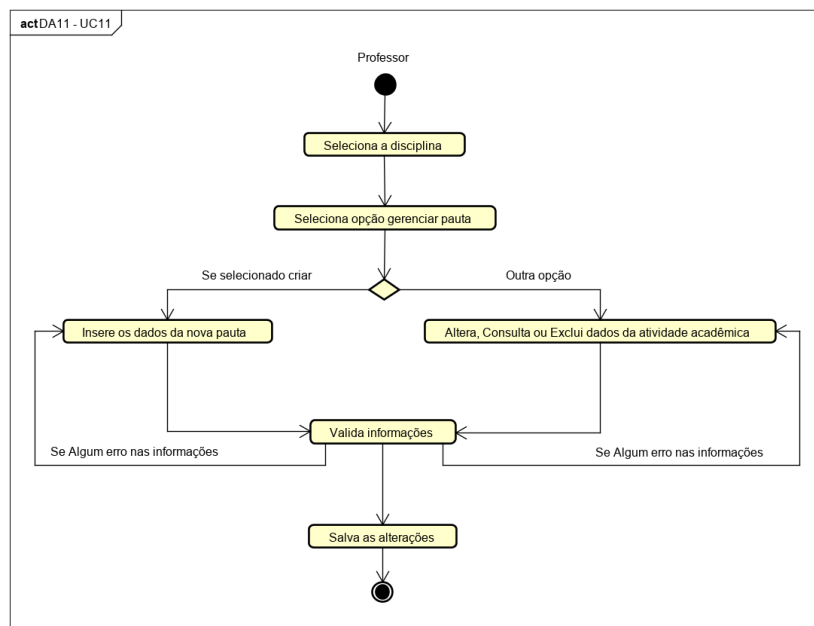 act DA11 - UC11
Professor
Seleciona a disciplina
Seleciona opção gerenciar pauta
Se selecionado criar
Outra opção
Insere os dados da nova pauta
Altera, Consulta ou Exclui dados da atividade acadêmica
Valida informações
Se Algum erro nas informações
Se Algum erro nas informações
Salva as alterações